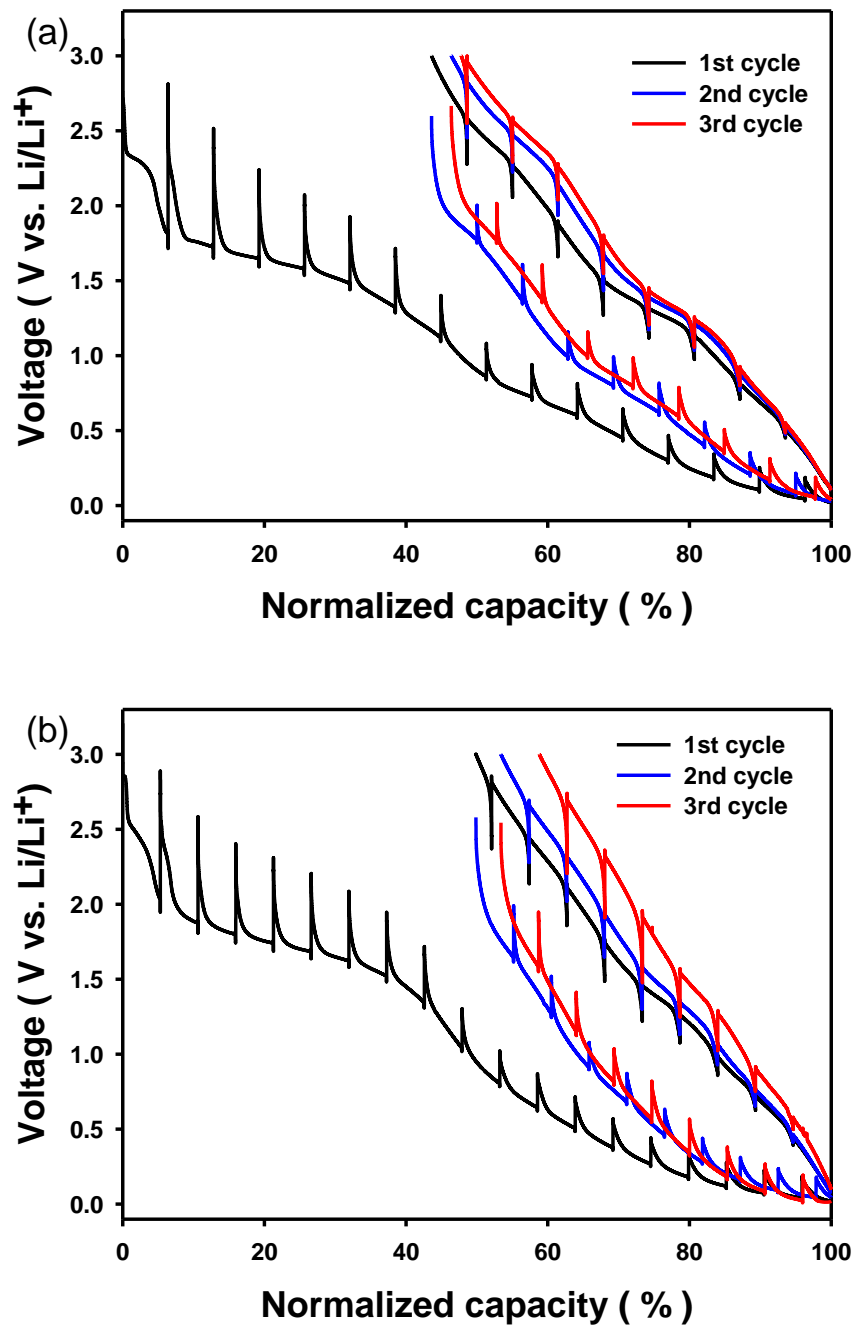 (a)
3.0
2.5
2.0
1.5
1.0
0.5
0.0
Voltage ( V vs. Li/Li+ )
1st cycle
2nd cycle
3rd cycle
0 20 40 60 80 100
Normalized capacity ( % )
(b)
3.0
2.5
2.0
1.5
1.0
0.5
0.0
Voltage ( V vs. Li/Li+ )
1st cycle
2nd cycle
3rd cycle
0 20 40 60 80 100
Normalized capacity ( % )